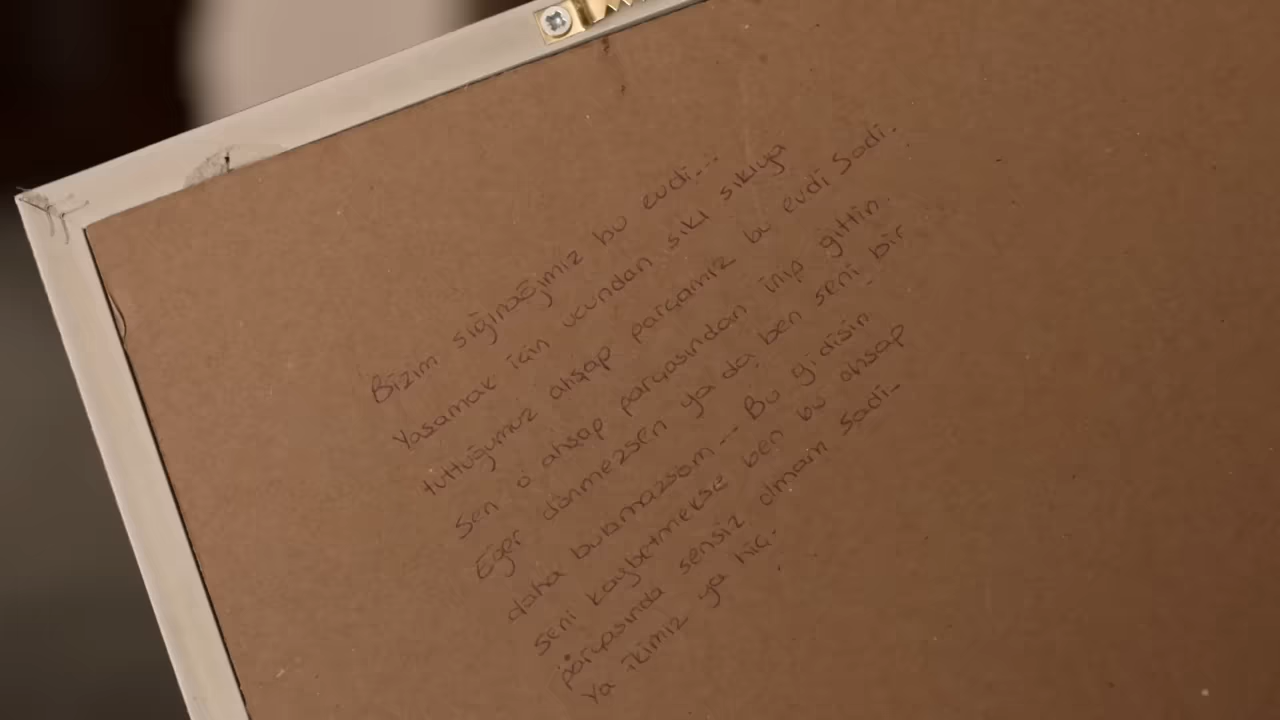 Bizim sığınağımız bu evdi...
Yaşamak için ucundan sıkı sıkıya
tuttuğumuz ahşap parçamız bu evdi Sadi.
Sen o ahşap parçasından inip gittin.
Eğer dönmezsen ya da ben seni bir
daha bulamazsam... Bu gidişin
seni kaybetmekse ben bu ahşap
parçasında sensiz olmam Sadi.
Ya ikimiz ya hiç.